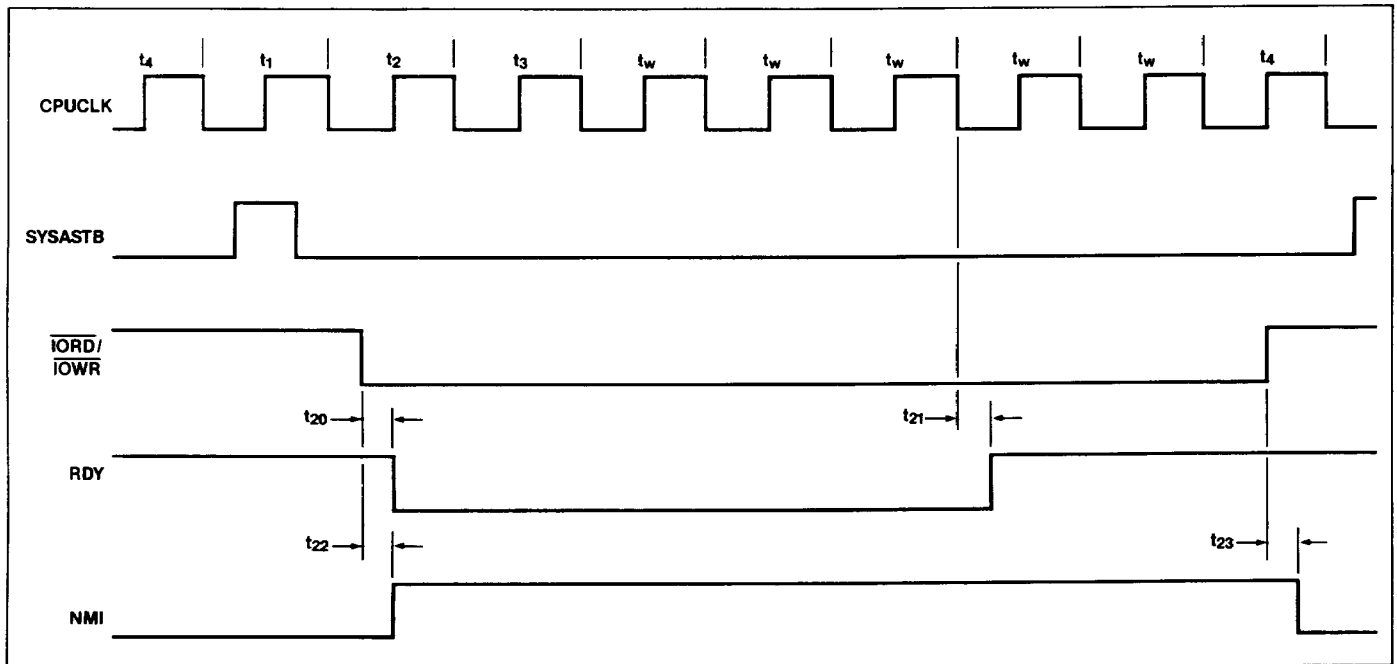 t4 t1 t2 t3 tw tw tw tw tw t4
CPUCLK
SYSASTB
IORD/
IOWR
t20 t21
RDY
t22 t23
NMI